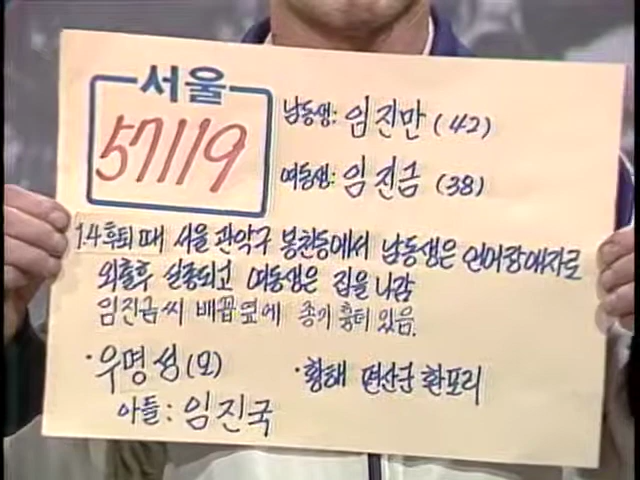 서울
57119
남동생: 임진만 (42)
여동생: 임진금 (38)
1.4후퇴때 서울 관악구 봉천동에서 남동생은 언어장애자로
외출후 실종되고 여동생은 집을 나감
임진금씨 배꼽옆에 종기 흉터 있음.
·우명성(모)
·황해 연산군 환포리
아들: 임진국